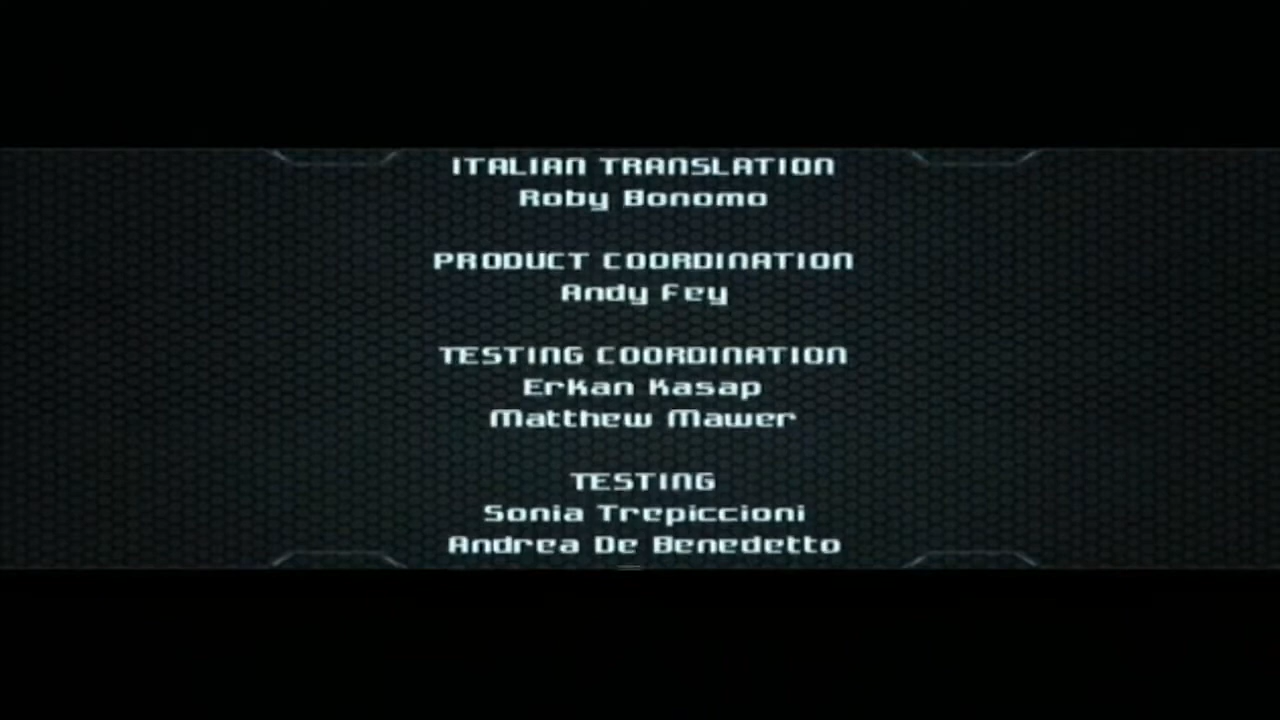 ITALIAN TRANSLATION
Roby Bonomo
PRODUCT COORDINATION
Andy Fey
TESTING COORDINATION
Erkan Kasap
Matthew Mawer
TESTING
Sonia Trepiccioni
Andrea De Benedetto